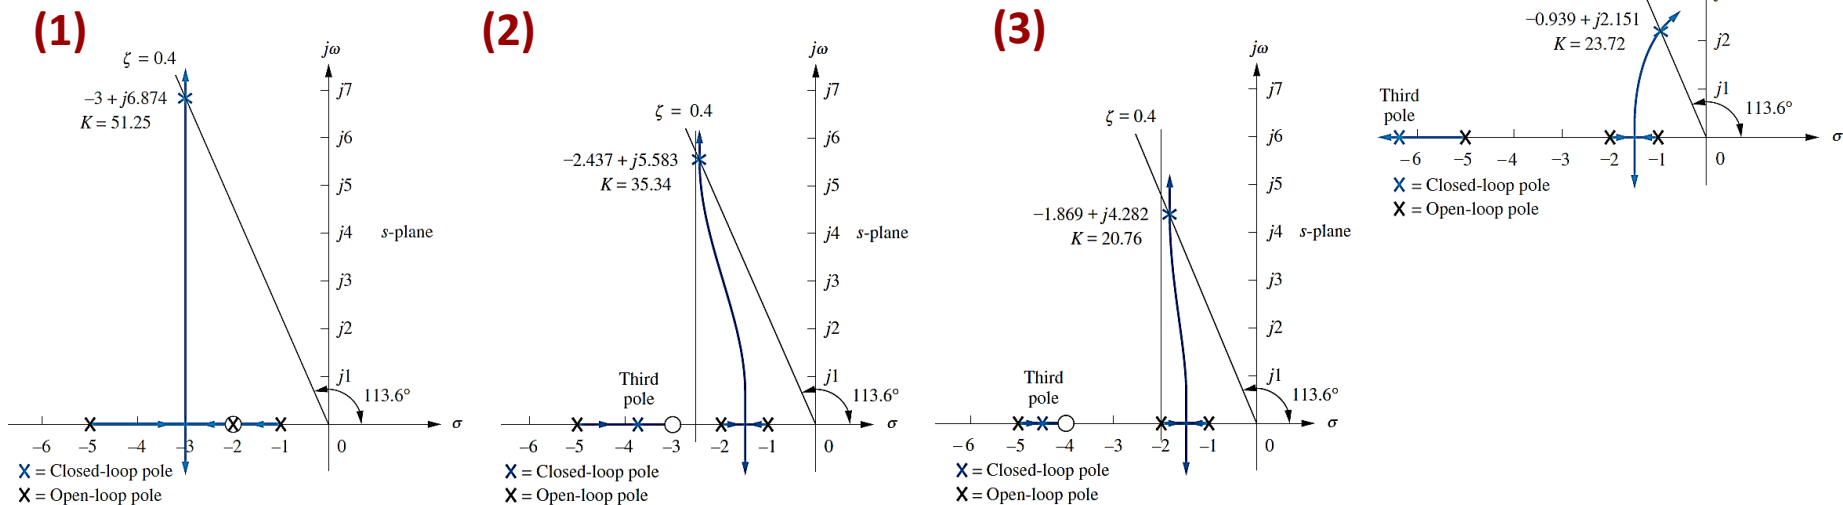 (1)
jω
ζ = 0.4
j7
−3 + j6.874
K = 51.25
j6
j5
j4
s-plane
j3
j2
j1
113.6°
σ
−6
−5
−4
−3
−2
−1
0
X = Closed-loop pole
X = Open-loop pole
(2)
jω
j7
ζ = 0.4
j6
−2.437 + j5.583
K = 35.34
j5
j4
s-plane
j3
j2
Third
pole
j1
113.6°
σ
−6
−5
−4
−3
−2
−1
0
X = Closed-loop pole
X = Open-loop pole
(3)
jω
j7
ζ = 0.4
j6
j5
−1.869 + j4.282
K = 20.76
j4
s-plane
j3
j2
Third
pole
j1
113.6°
σ
−6
−5
−4
−3
−2
−1
0
X = Closed-loop pole
X = Open-loop pole
−0.939 + j2.151
K = 23.72
j2
j1
Third
pole
113.6°
σ
−6
−5
−4
−3
−2
−1
0
X = Closed-loop pole
X = Open-loop pole